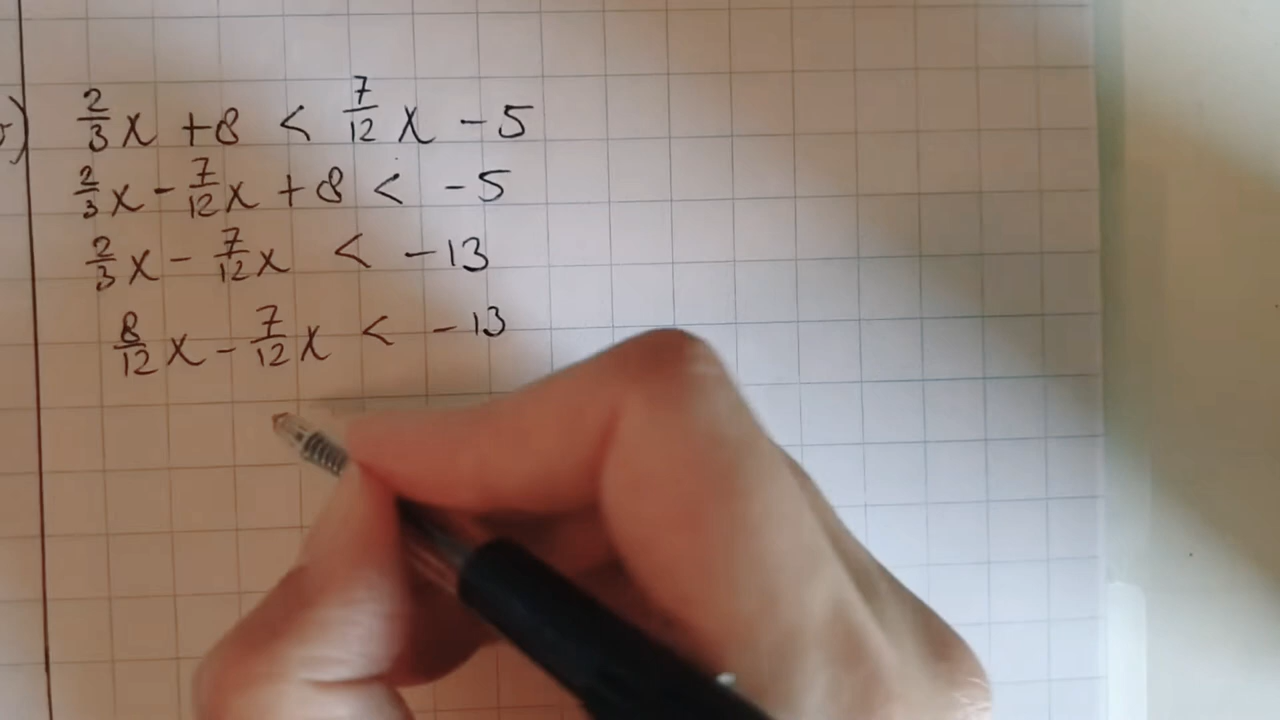 2/3 x + 8 < 7/12 x - 5
2/3 x - 7/12 x + 8 < -5
2/3 x - 7/12 x < -13
8/12 x - 7/12 x < -13